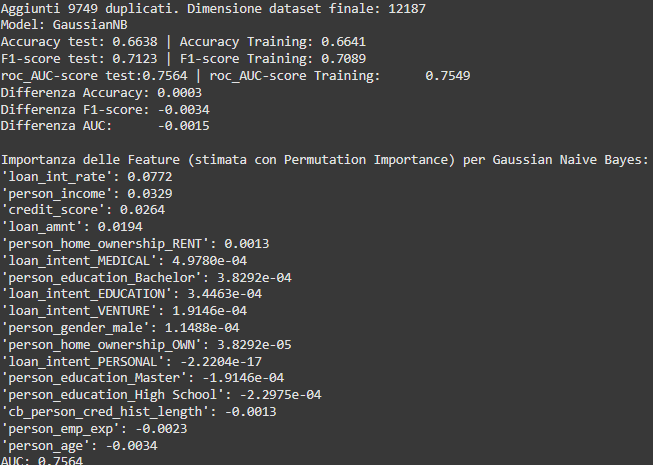 Aggiunti 9749 duplicati. Dimensione dataset finale: 12187
Model: GaussianNB
Accuracy test: 0.6638 | Accuracy Training: 0.6641
F1-score test: 0.7123 | F1-score Training: 0.7089
roc_AUC-score test:0.7564 | roc_AUC-score Training:      0.7549
Differenza Accuracy: 0.0003
Differenza F1-score: -0.0034
Differenza AUC:      -0.0015
Importanza delle Feature (stimata con Permutation Importance) per Gaussian Naive Bayes:
'loan_int_rate': 0.0772
'person_income': 0.0329
'credit_score': 0.0264
'loan_amnt': 0.0194
'person_home_ownership_RENT': 0.0013
'loan_intent_MEDICAL': 4.9780e-04
'person_education_Bachelor': 3.8292e-04
'loan_intent_EDUCATION': 3.4463e-04
'loan_intent_VENTURE': 1.9146e-04
'person_gender_male': 1.1488e-04
'person_home_ownership_OWN': 3.8292e-05
'loan_intent_PERSONAL': -2.2204e-17
'person_education_Master': -1.9146e-04
'person_education_High School': -2.2975e-04
'cb_person_cred_hist_length': -0.0013
'person_emp_exp': -0.0023
'person_age': -0.0034
AUC: 0.7564